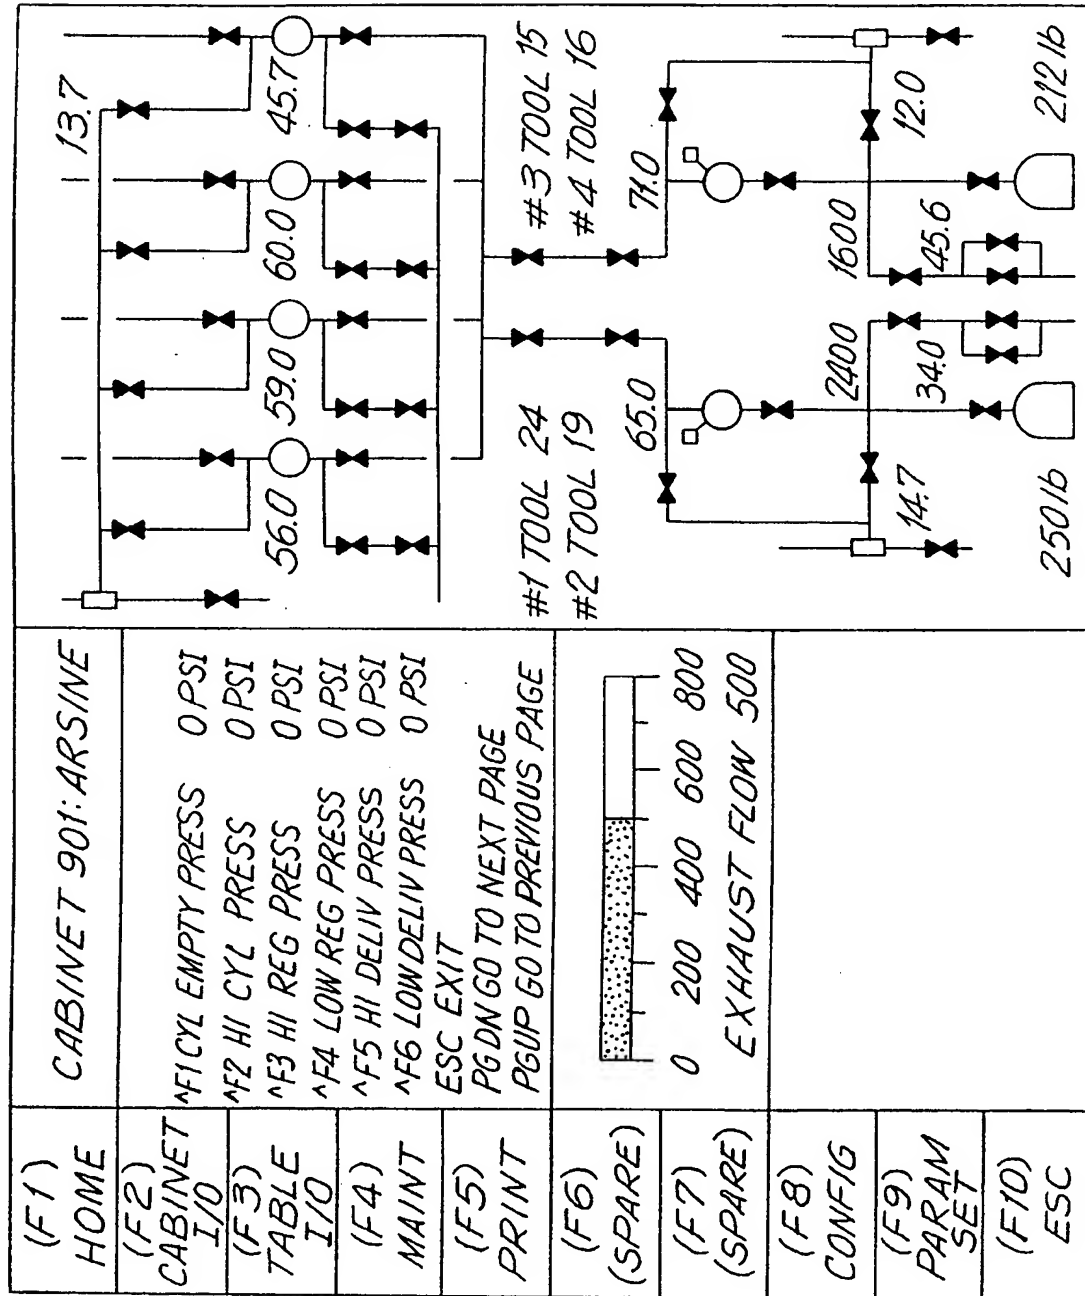 (F1)
HOME
(F2)
CABINET
I/O
(F3)
TABLE
I/O
(F4)
MAINT
(F5)
PRINT
(F6)
(SPARE)
(F7)
(SPARE)
(F8)
CONFIG
(F9)
PARAM
SET
(F10)
ESC
CABINET 901: ARSINE
^F1 CYL EMPTY PRESS 0 PSI
^F2 HI CYL PRESS 0 PSI
^F3 HI REG PRESS 0 PSI
^F4 LOW REG PRESS 0 PSI
^F5 HI DELIV PRESS 0 PSI
^F6 LOW DELIV PRESS 0 PSI
ESC EXIT
PGDN GO TO NEXT PAGE
PGUP GO TO PREVIOUS PAGE
0 200 400 600 800
EXHAUST FLOW 500
13.7
56.0 59.0 60.0 45.7
#1 TOOL 24 #3 TOOL 15
#2 TOOL 19 #4 TOOL 16
65.0 71.0
2400 1600
14.7 34.0 45.6 12.0
250 lb 212 lb